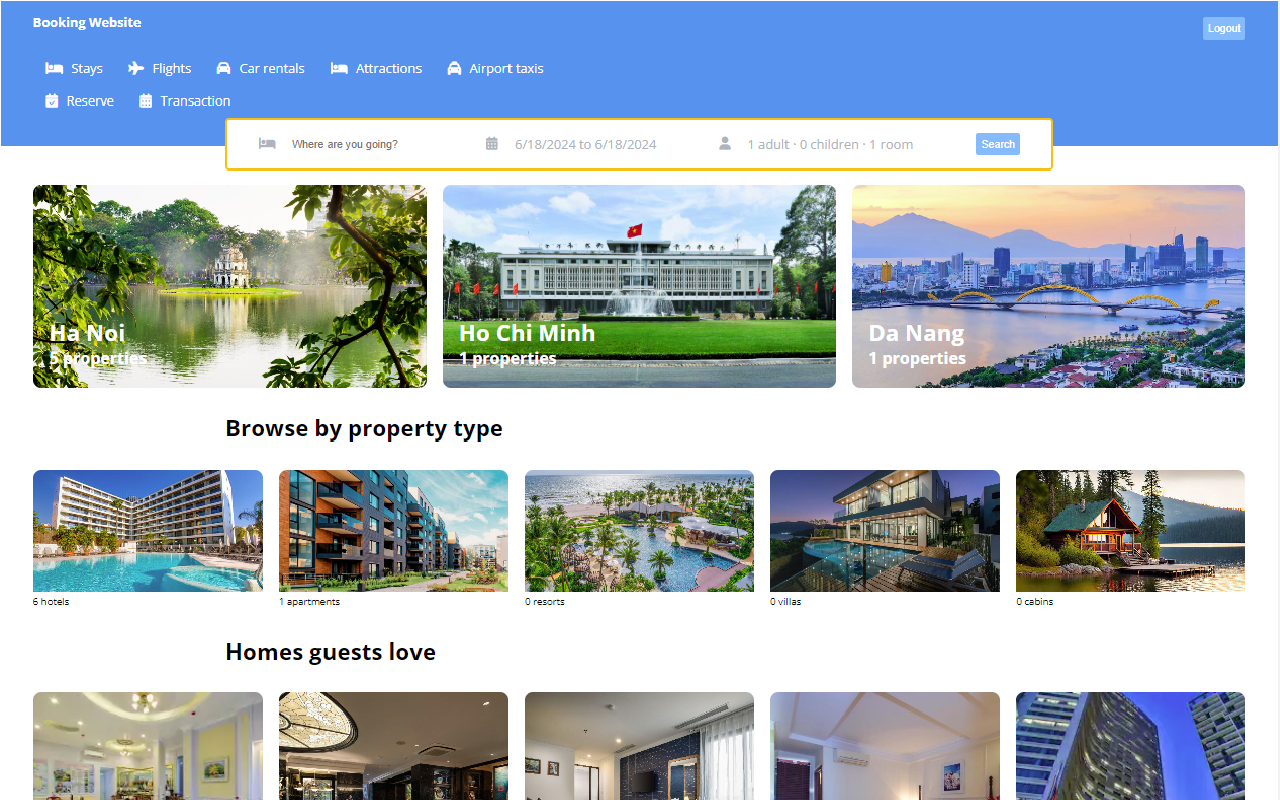 Booking Website
Logout
Stays Flights Car rentals Attractions Airport taxis
Reserve Transaction
Where are you going? 6/18/2024 to 6/18/2024 1 adult · 0 children · 1 room Search
Ha Noi
5 properties
Ho Chi Minh
1 properties
Da Nang
1 properties
Browse by property type
6 hotels
1 apartments
0 resorts
0 villas
0 cabins
Homes guests love